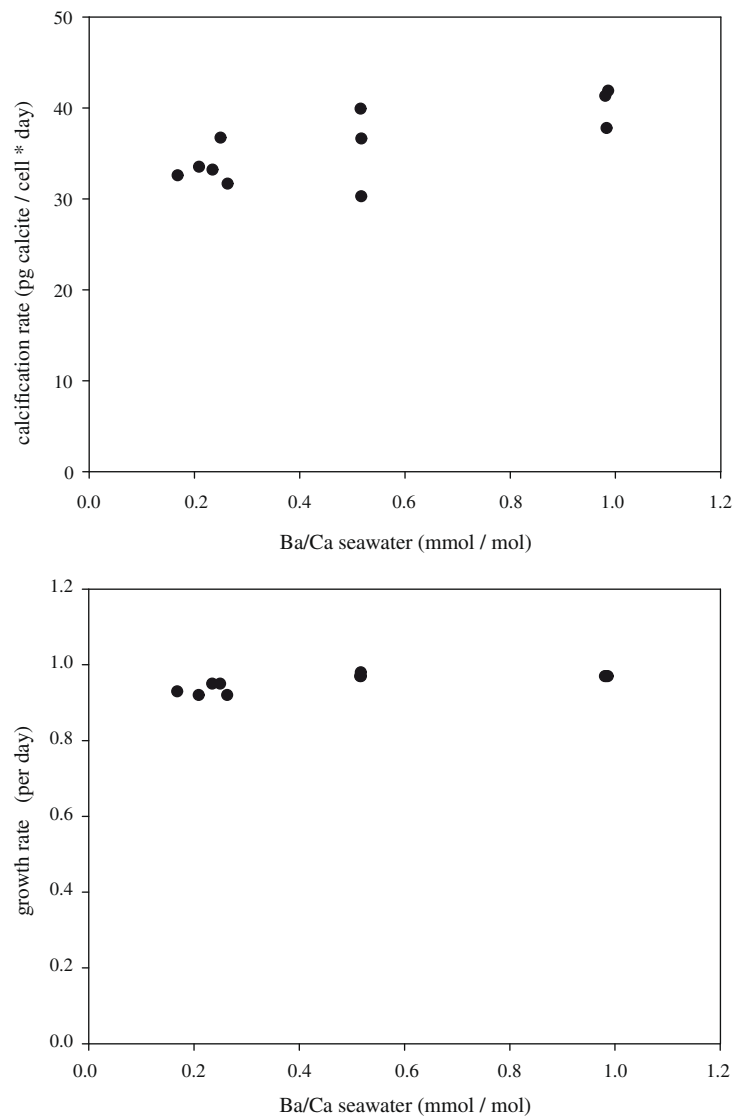 50
40
30
20
10
0
calcification rate (pg calcite / cell * day)
0.0 0.2 0.4 0.6 0.8 1.0 1.2
Ba/Ca seawater (mmol / mol)
1.2
1.0
0.8
0.6
0.4
0.2
0.0
growth rate (per day)
0.0 0.2 0.4 0.6 0.8 1.0 1.2
Ba/Ca seawater (mmol / mol)